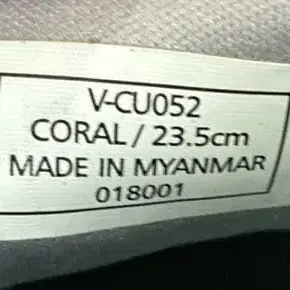 V-CU052
CORAL / 23.5cm
MADE IN MYANMAR
018001